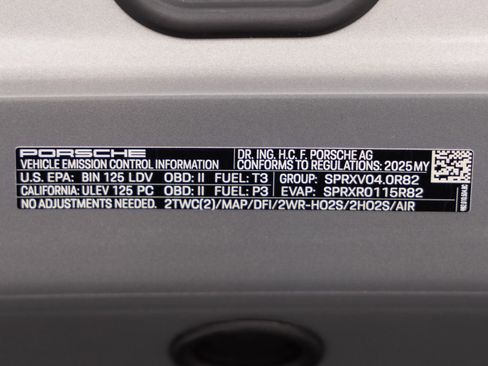 PORSCHE DR. ING. H.C. F. PORSCHE AG
VEHICLE EMISSION CONTROL INFORMATION CONFORMS TO REGULATIONS: 2025 MY
U.S. EPA: BIN 125 LDV OBD: II FUEL: T3 GROUP: SPRXV04.0R82
CALIFORNIA: ULEV 125 PC OBD: II FUEL: P3 EVAP: SPRXR0115R82
NO ADJUSTMENTS NEEDED. 2TWC(2)/MAP/DFI/2WR-HO2S/2HO2S/AIR